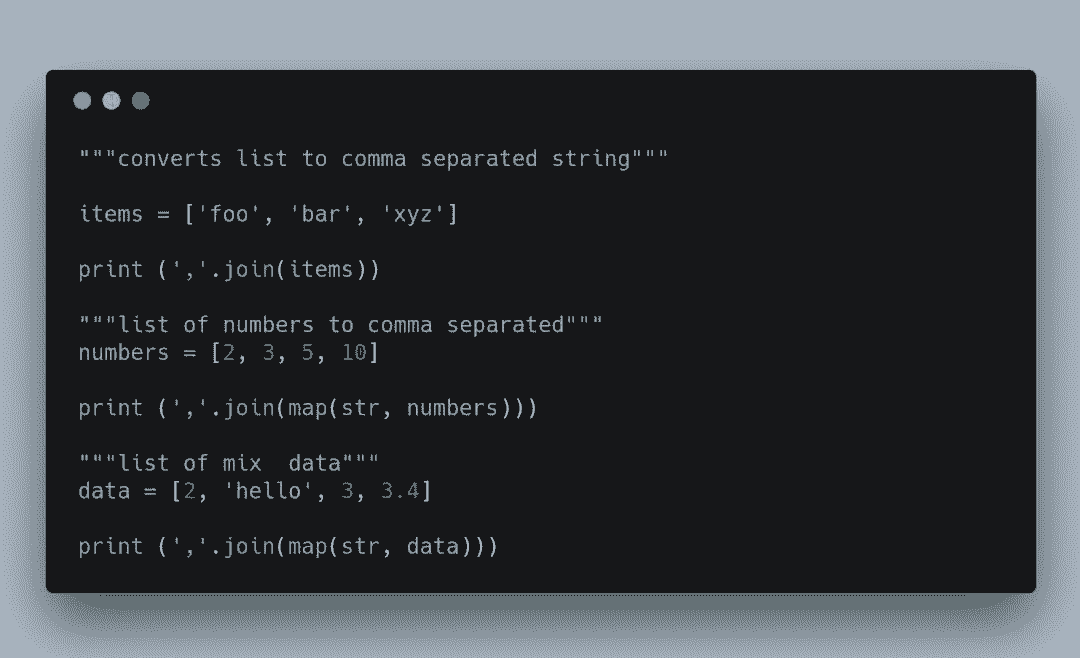 """converts list to comma separated string"""
items = ['foo', 'bar', 'xyz']
print (','.join(items))
"""list of numbers to comma separated"""
numbers = [2, 3, 5, 10]
print (','.join(map(str, numbers)))
"""list of mix  data"""
data = [2, 'hello', 3, 3.4]
print (','.join(map(str, data)))